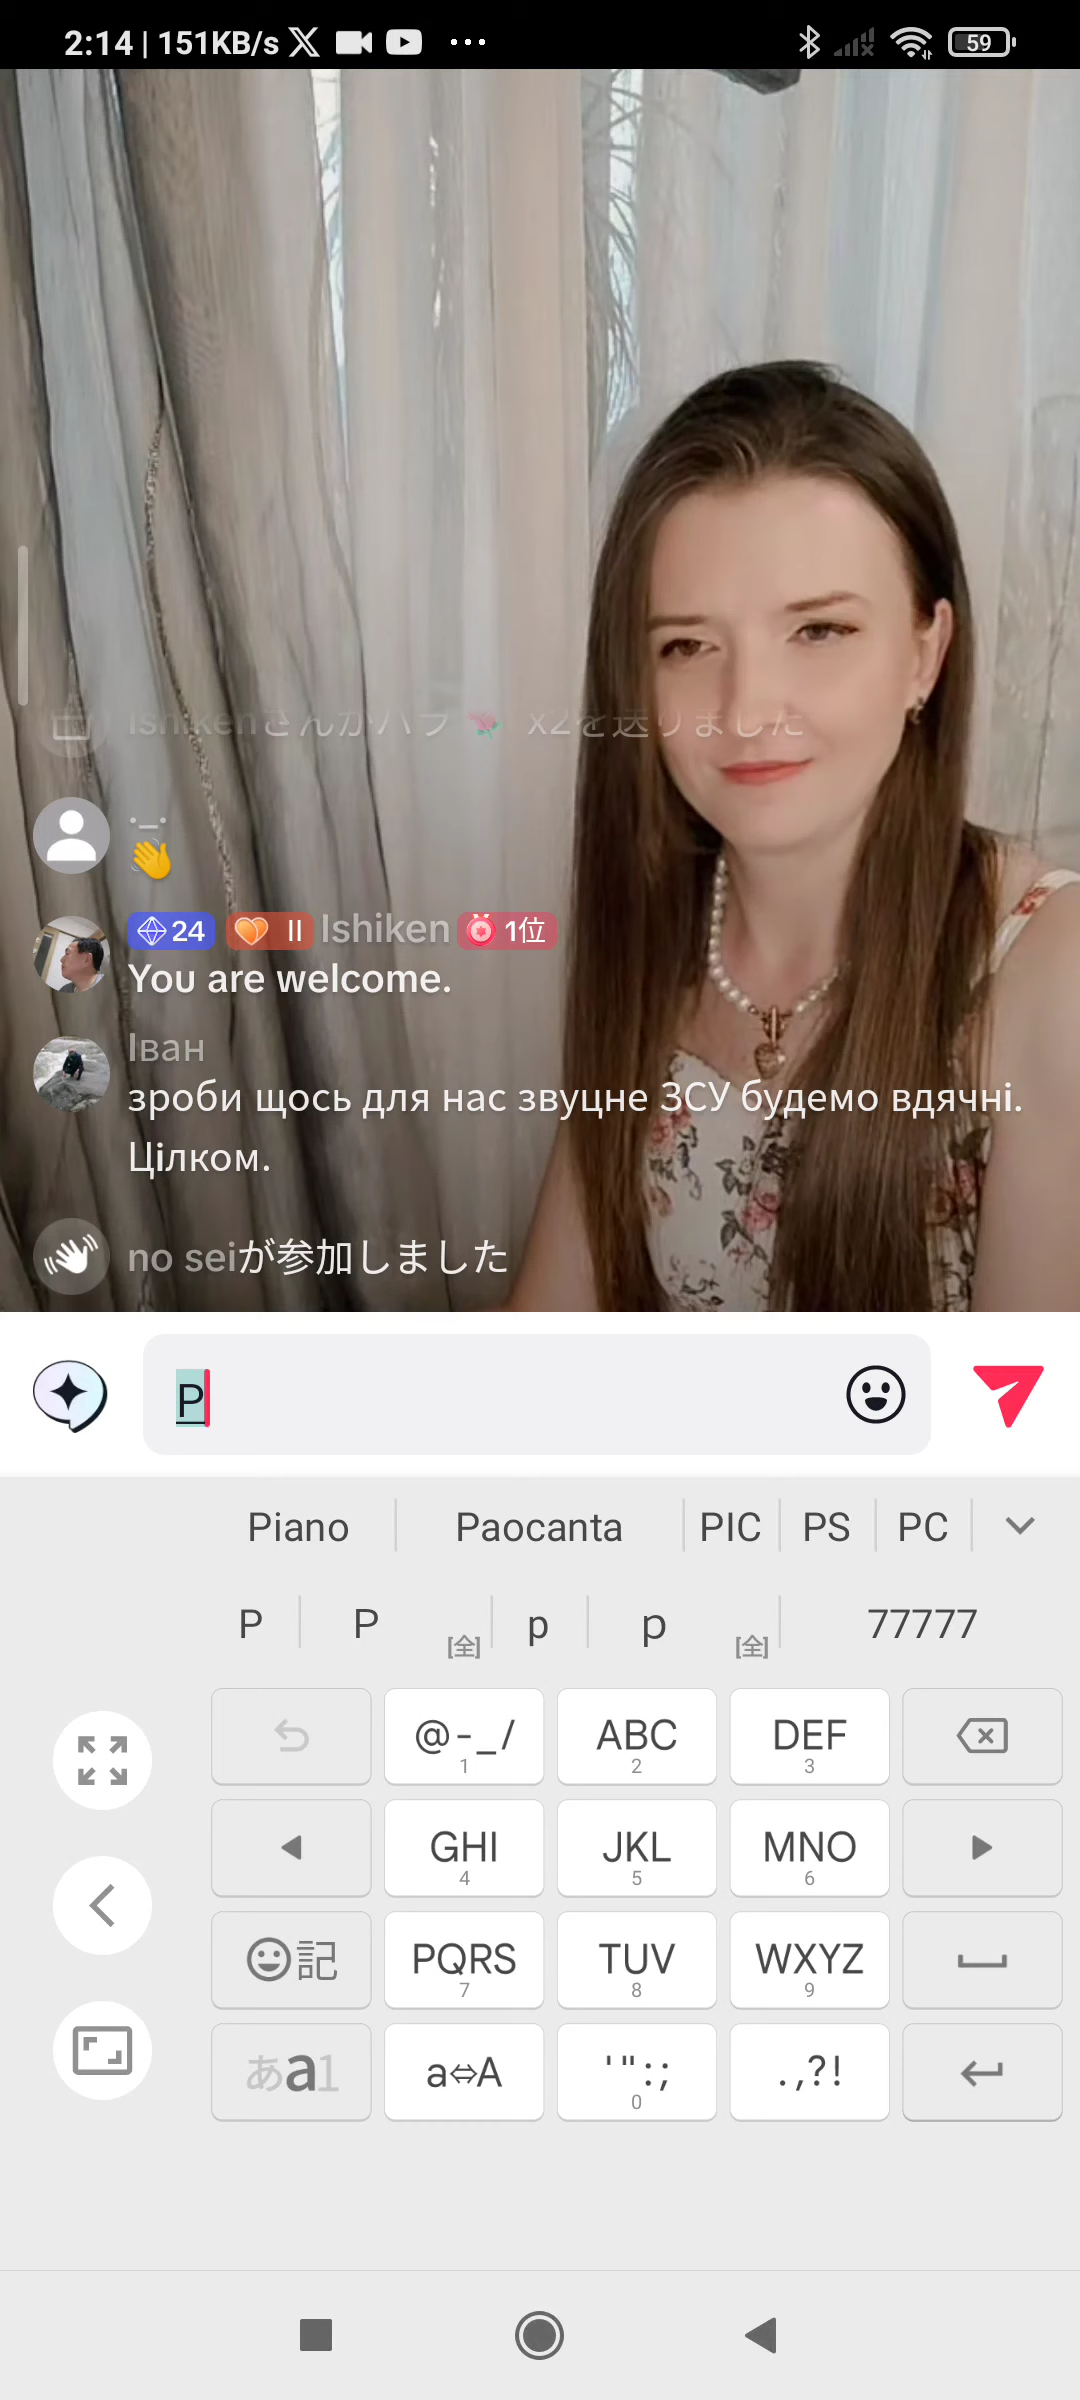 2:14 | 151KB/s
59
Ishikenさんがバラ x2を送りました
._.
24 II Ishiken 1位
You are welcome.
Іван
зроби щось для нас звуцне ЗСУ будемо вдячні.
Цілком.
no seiが参加しました
P
Piano Paocanta PIC PS PC
P P [全] p p [全] 77777
@-_/ 1 ABC 2 DEF 3
GHI 4 JKL 5 MNO 6
記 PQRS 7 TUV 8 WXYZ 9
あa1 a⇔A '":; 0 .,?!